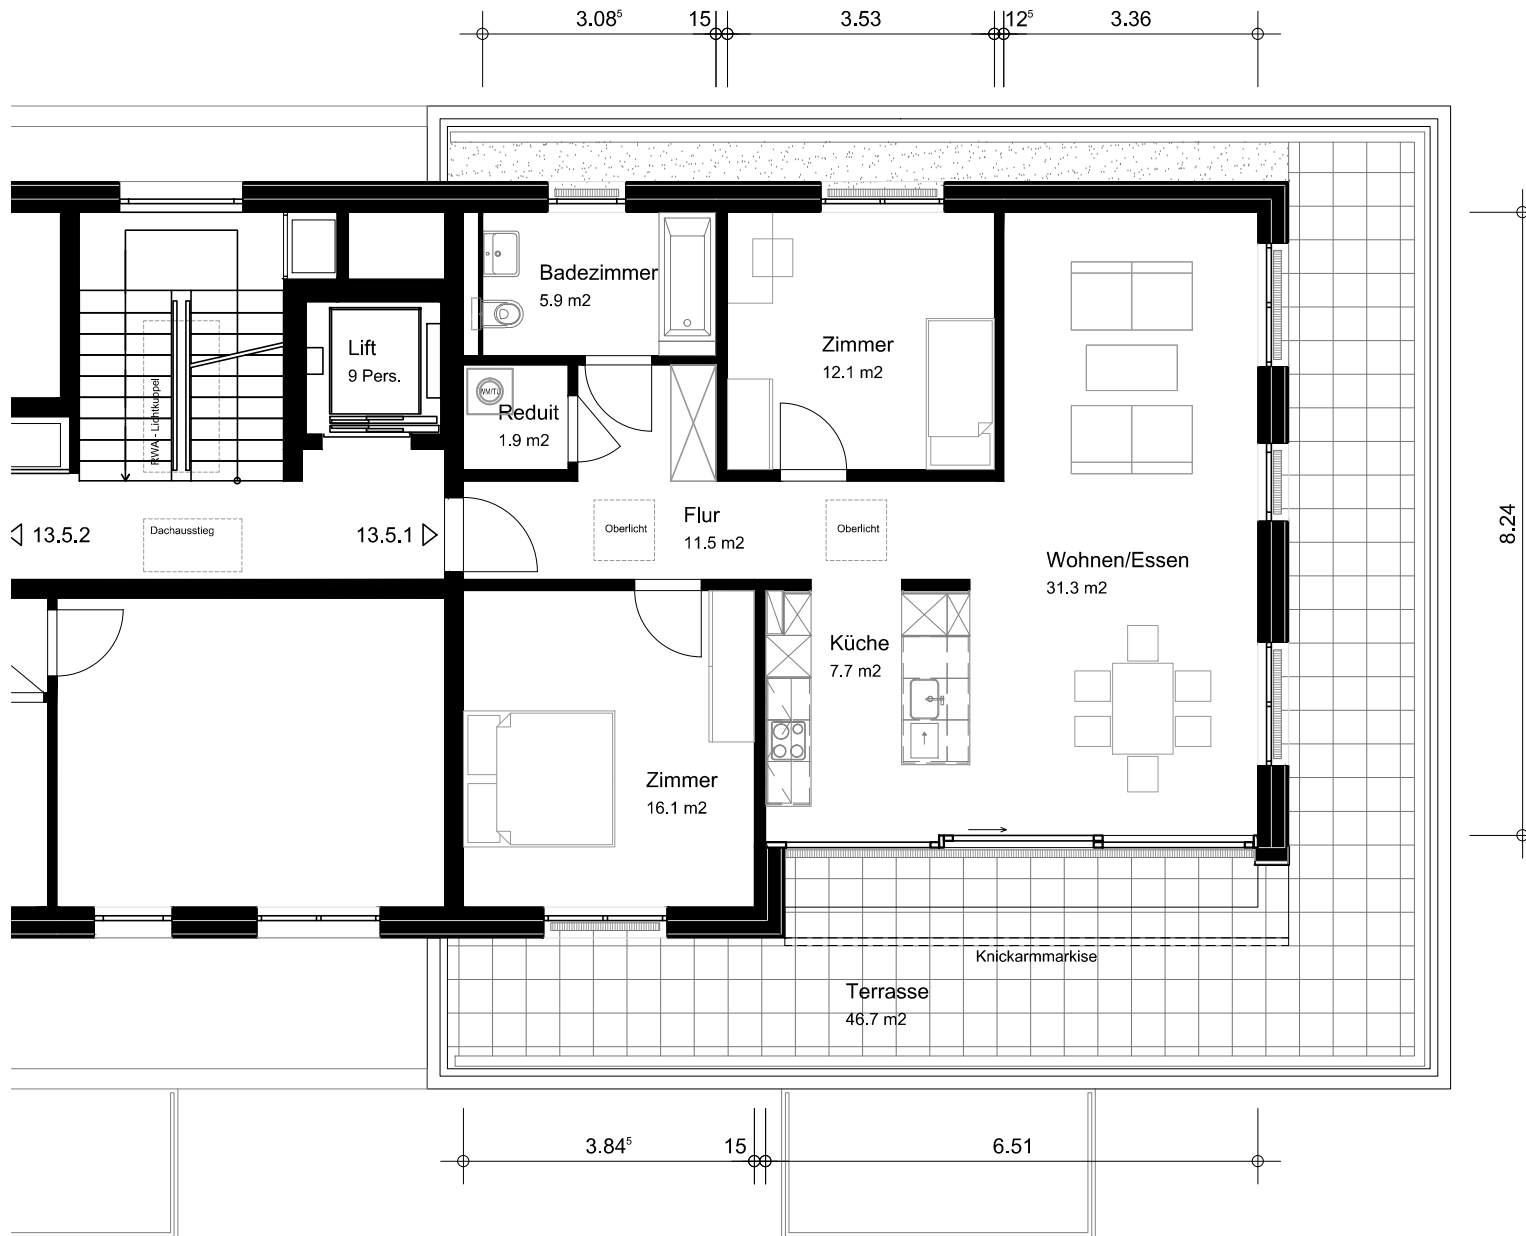 3.08⁵ 15 3.53 12⁵ 3.36
Badezimmer
5.9 m2
Lift
9 Pers.
Zimmer
12.1 m2
RWA - Lichtkuppel
WM/TU
Reduit
1.9 m2
8.24
13.5.2
Dachausstieg
13.5.1
Oberlicht
Flur
11.5 m2
Oberlicht
Wohnen/Essen
31.3 m2
Küche
7.7 m2
Zimmer
16.1 m2
Knickarmmarkise
Terrasse
46.7 m2
3.84⁵ 15 6.51